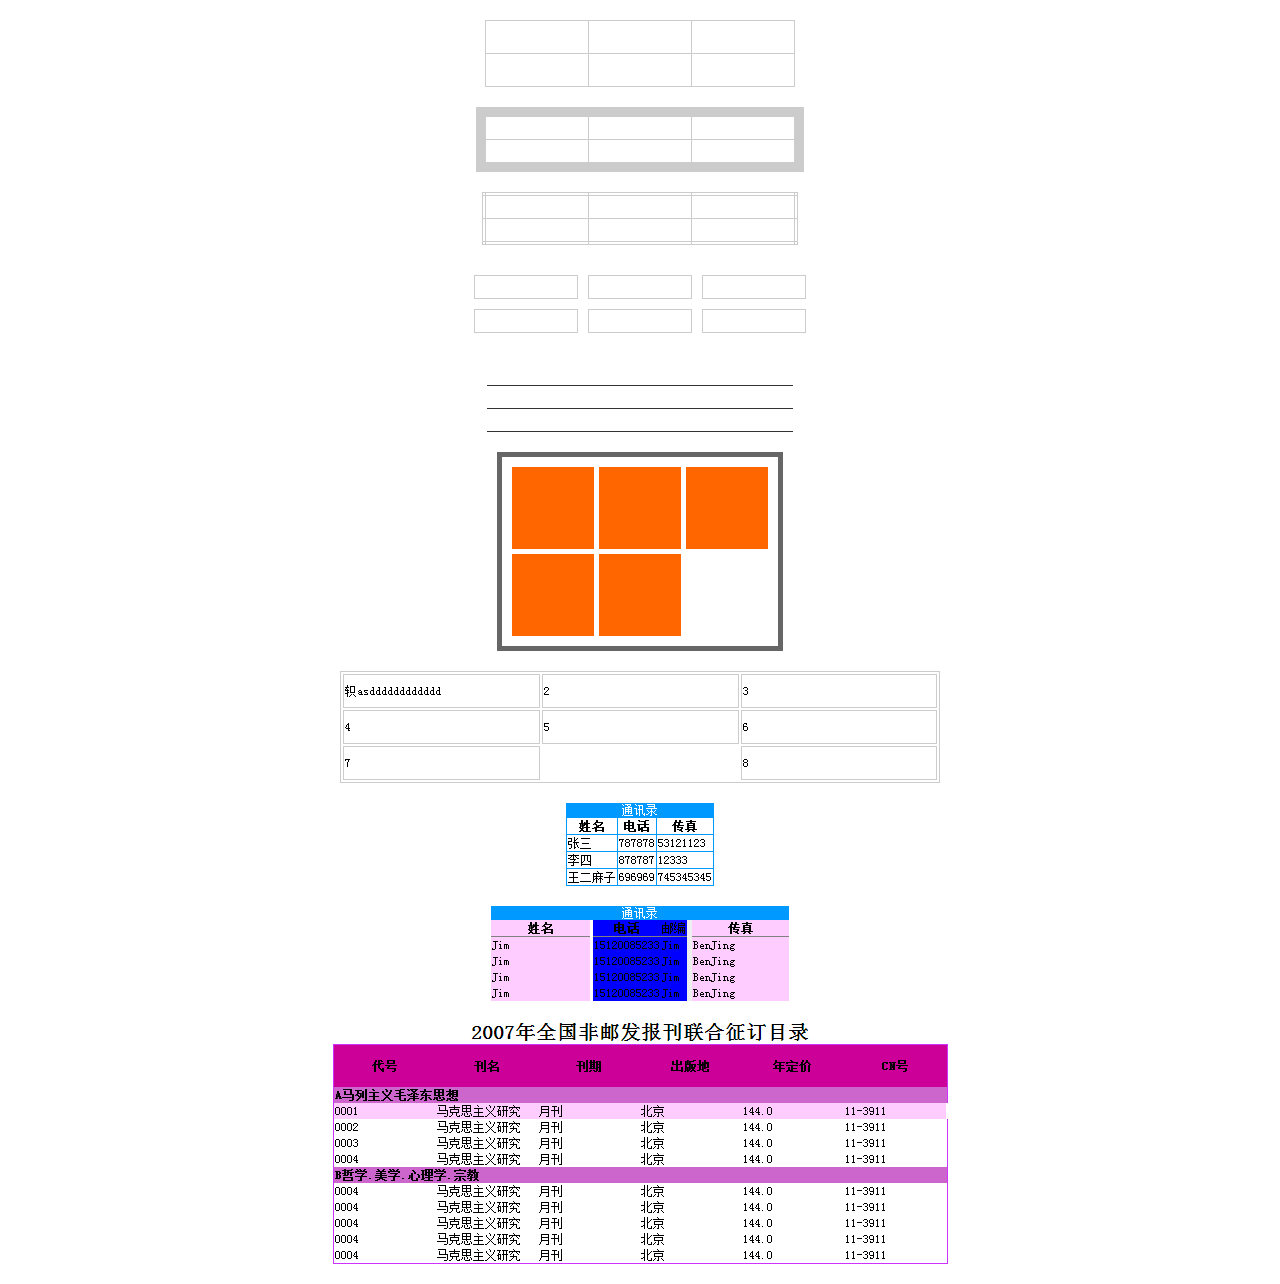 轵asdddddddddddd 2 3
4 5 6
7 8
通讯录
姓名 电话 传真
张三 787878 53121123
李四 878787 12333
王二麻子 696969 745345345
通讯录
姓名 电话 邮箱 传真
Jim 15120085233 Jim BenJing
Jim 15120085233 Jim BenJing
Jim 15120085233 Jim BenJing
Jim 15120085233 Jim BenJing
2007年全国非邮发报刊联合征订目录
代号 刊名 刊期 出版地 年定价 CN号
A马列主义毛泽东思想
0001 马克思主义研究 月刊 北京 144.0 11-3911
0002 马克思主义研究 月刊 北京 144.0 11-3911
0003 马克思主义研究 月刊 北京 144.0 11-3911
0004 马克思主义研究 月刊 北京 144.0 11-3911
B哲学.美学.心理学.宗教
0004 马克思主义研究 月刊 北京 144.0 11-3911
0004 马克思主义研究 月刊 北京 144.0 11-3911
0004 马克思主义研究 月刊 北京 144.0 11-3911
0004 马克思主义研究 月刊 北京 144.0 11-3911
0004 马克思主义研究 月刊 北京 144.0 11-3911